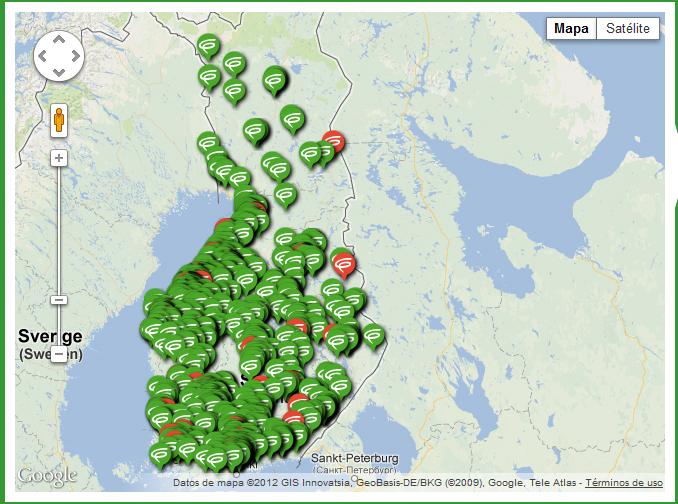 Mapa Satélite
Sverige
(Sweden)
Sankt-Peterburg
(Санкт-Петербург)
Google
Datos de mapa ©2012 GIS Innovatsia, GeoBasis-DE/BKG (©2009), Google, Tele Atlas - Términos de uso